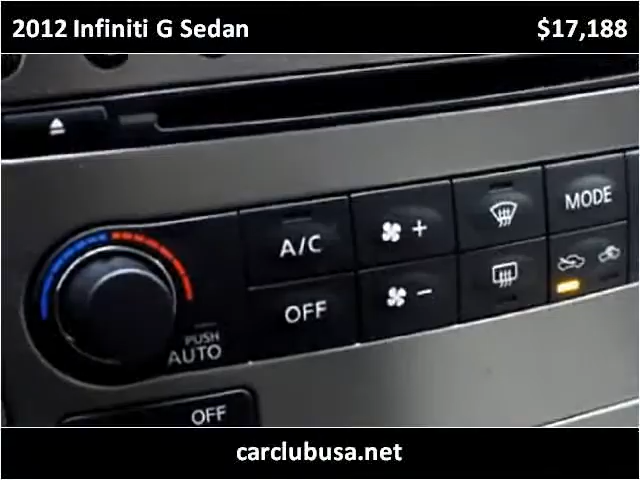 2012 Infiniti G Sedan $17,188
MODE
A/C +
OFF -
PUSH
AUTO
OFF
carclubusa.net